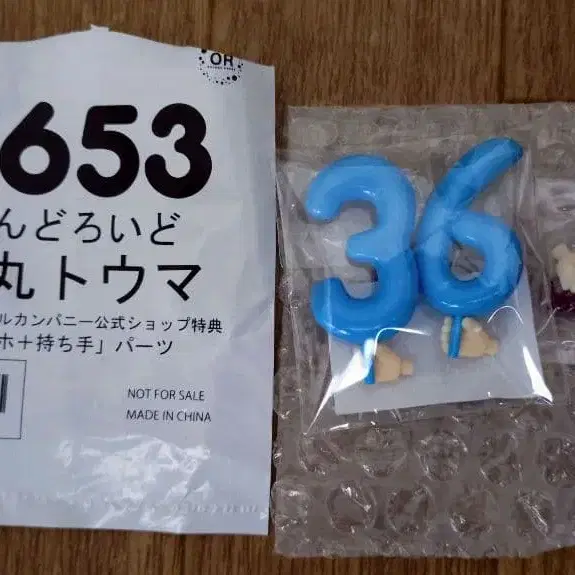 OR
653
んどろいど
丸トウマ
ルカンパニー公式ショップ特典
ホ+持ち手」パーツ
NOT FOR SALE
MADE IN CHINA
36